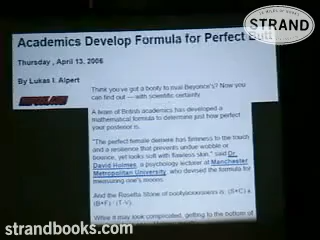 STRAND
Academics Develop Formula for Perfect Butt
Thursday, April 13, 2006
By Lukas I. Alpert
Think you've got a booty to rival Beyonce's? Now you
can find out — with scientific certainty.
A team of British academics has developed a
mathematical formula to determine just how perfect
your posterior is.
"The perfect female derriere has firmness to the touch
and a resilience that prevents undue wobble or
bounce, yet looks soft with flawless skin," said Dr.
David Holmes, a psychology lecturer at Manchester
Metropolitan University, who devised the formula for
measuring one's moons.
And the Rosetta Stone of bootyliciousness is: (S+C) x
(B+F) / (T-V).
While it may look complicated, getting to the bottom of
strandbooks.com